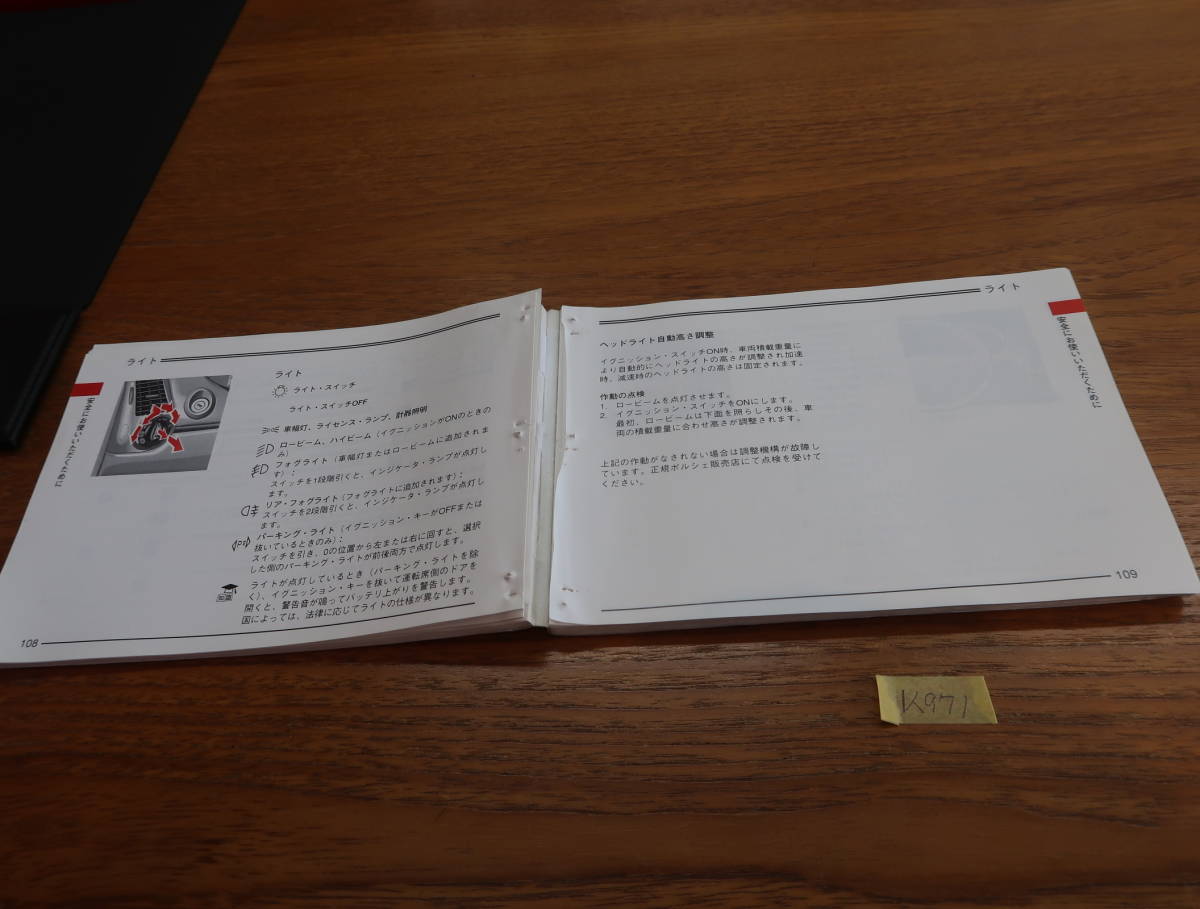 ライト
安全にお使いいただくために
ライト
ライト・スイッチ
ライト・スイッチOFF
車幅灯、ライセンス・ランプ、計器照明
ロービーム、ハイビーム（イグニッションがONのときのみ）
フォグライト（車幅灯またはロービームに追加されます）：
スイッチを1段階引くと、インジケータ・ランプが点灯します。
リア・フォグライト（フォグライトに追加されます）：
スイッチを2段階引くと、インジケータ・ランプが点灯します。
パーキング・ライト（イグニッション・キーがOFFまたは
抜いているときのみ）：
スイッチを引き、0の位置から左または右に回すと、選択
した側のパーキング・ライトが前後両方で点灯します。
知識
ライトが点灯しているとき（パーキング・ライトを除
く）、イグニッション・キーを抜いて運転席側のドアを
開くと、警告音が鳴ってバッテリ上がりを警告します。
国によっては、法律に応じてライトの仕様が異なります。
108
ライト
安全にお使いいただくために
ヘッドライト自動高さ調整
イグニッション・スイッチON時、車両積載重量に
より自動的にヘッドライトの高さが調整され加速
時、減速時のヘッドライトの高さは固定されます。
作動の点検
1. ロービームを点灯させます。
2. イグニッション・スイッチをONにします。
最初、ロービームは下面を照らしその後、車
両の積載重量に合わせ高さが調整されます。
上記の作動がなされない場合は調整機構が故障し
ています。正規ポルシェ販売店にて点検を受けて
ください。
109
K971